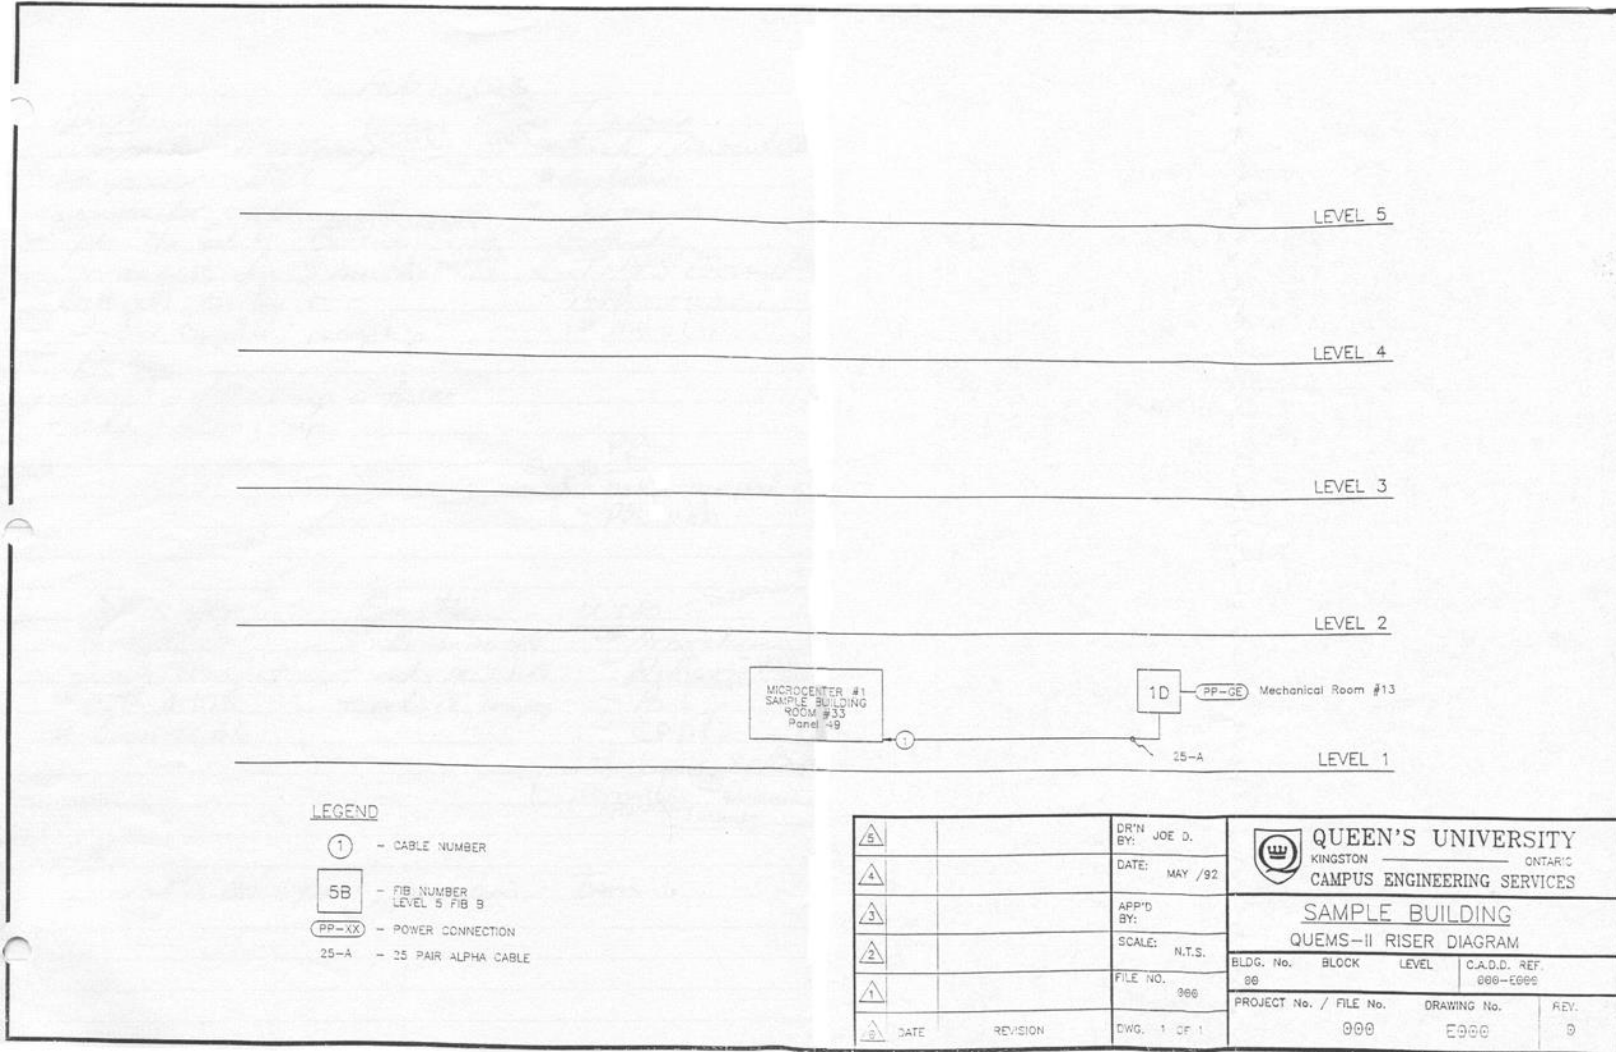 LEVEL 5
LEVEL 4
LEVEL 3
LEVEL 2
MICROCENTER #1
SAMPLE BUILDING
ROOM #33
Panel 49
1
1D
PP-GE
Mechanical Room #13
25-A
LEVEL 1
LEGEND
1 - CABLE NUMBER
5B - FIB NUMBER
LEVEL 5 FIB B
PP-XX - POWER CONNECTION
25-A - 25 PAIR ALPHA CABLE
5
4
3
2
1
0 DATE REVISION
DR'N BY: JOE D.
DATE: MAY /92
APP'D BY:
SCALE: N.T.S.
FILE NO. 000
DWG. 1 OF 1
QUEEN'S UNIVERSITY
KINGSTON ONTARIO
CAMPUS ENGINEERING SERVICES
SAMPLE BUILDING
QUEMS-II RISER DIAGRAM
BLDG. No. BLOCK LEVEL C.A.D.D. REF.
00 000-E000
PROJECT No. / FILE No. DRAWING No. REV.
000 E000 0